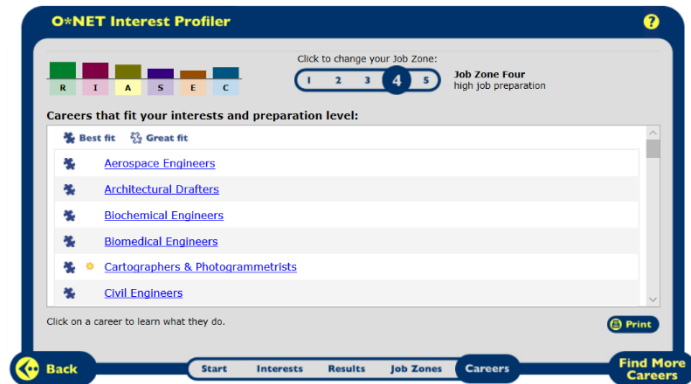 O*NET Interest Profiler
?
Click to change your Job Zone:
1 2 3 4 5
Job Zone Four
high job preparation
R I A S E C
Careers that fit your interests and preparation level:
Best fit Great fit
Aerospace Engineers
Architectural Drafters
Biochemical Engineers
Biomedical Engineers
Cartographers & Photogrammetrists
Civil Engineers
Click on a career to learn what they do.
Print
Back
Start Interests Results Job Zones Careers
Find More
Careers